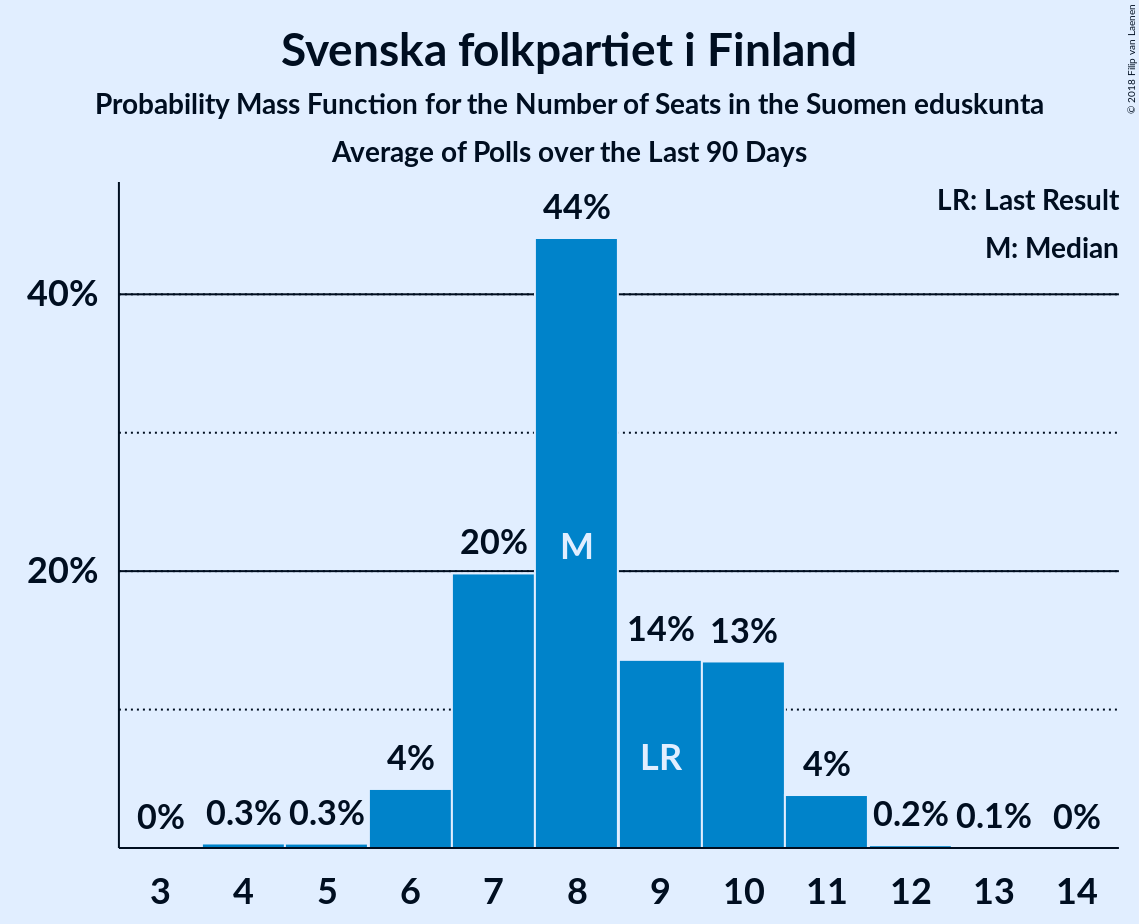 Svenska folkpartiet i Finland
Probability Mass Function for the Number of Seats in the Suomen eduskunta
Average of Polls over the Last 90 Days
© 2018 Filip van Laenen
LR: Last Result
M: Median
40%
20%
0%
0.3%
0.3%
4%
20%
44%
14%
13%
4%
0.2%
0.1%
0%
M
LR
3 4 5 6 7 8 9 10 11 12 13 14